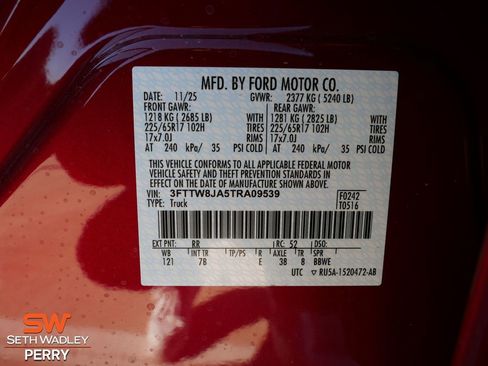 MFD. BY FORD MOTOR CO.
DATE: 11/25 GVWR: 2377 KG ( 5240 LB)
FRONT GAWR: REAR GAWR:
1218 KG ( 2685 LB) WITH 1281 KG ( 2825 LB) WITH
225/65R17 102H TIRES 225/65R17 102H TIRES
17x7.0J RIMS 17x7.0J RIMS
AT 240 kPa/ 35 PSI COLD AT 240 kPa/ 35 PSI COLD
THIS VEHICLE CONFORMS TO ALL APPLICABLE FEDERAL MOTOR
VEHICLE SAFETY AND THEFT PREVENTION STANDARDS IN
EFFECT ON THE DATE OF MANUFACTURE SHOWN ABOVE.
VIN: 3FTTW8JA5TRA09539 F0242
TYPE: Truck T0516
EXT PNT: RR RC: 52 DSO:
WB INT TR TP/PS R AXLE TR SPR
121 7B E 38 8 BBWE
UTC ▽ RU5A-1520472-AB
SW
SETH WADLEY
PERRY